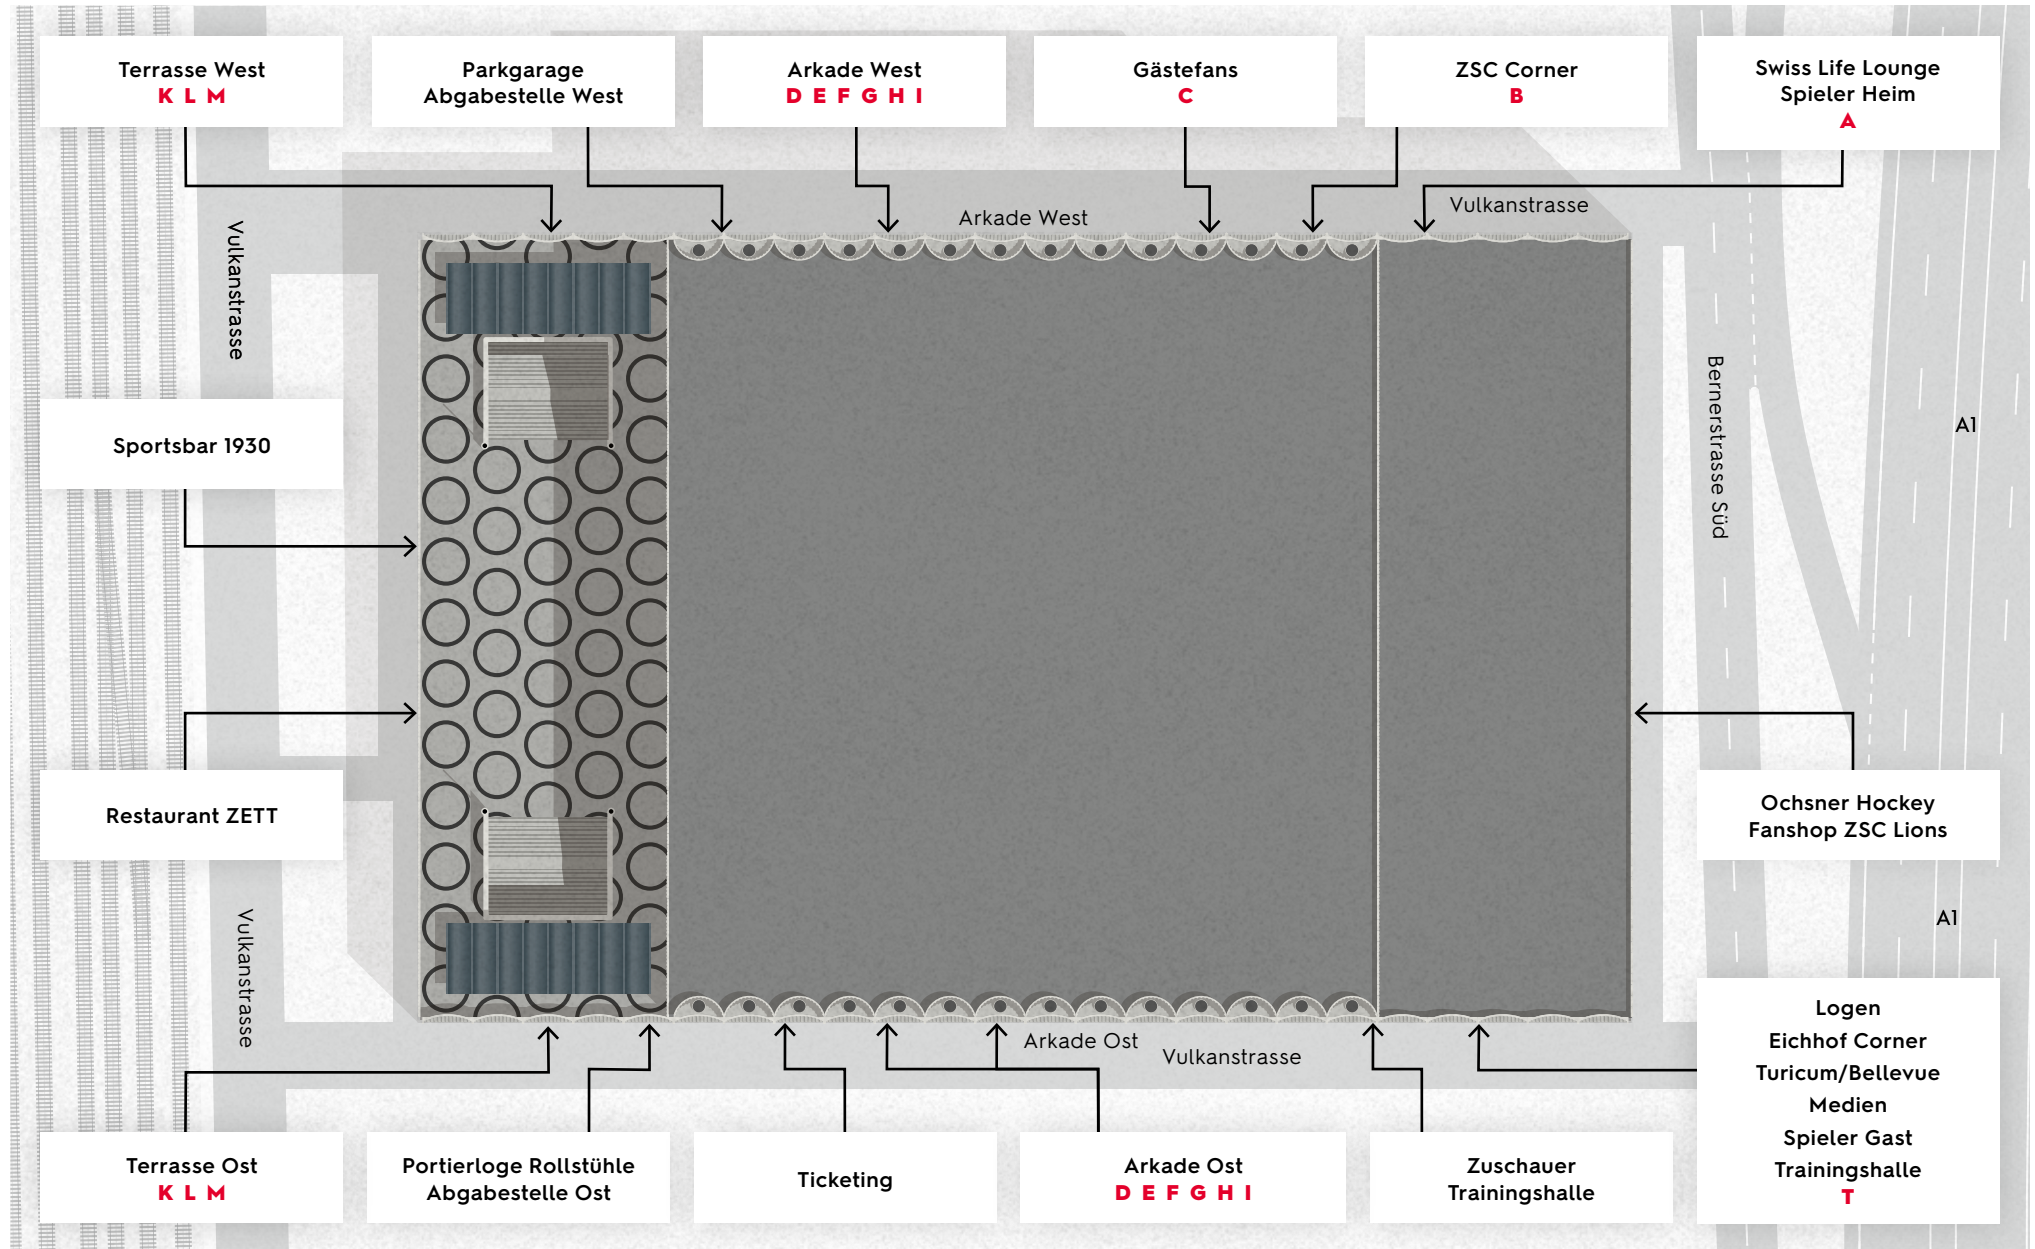 Terrasse West
K L M
Parkgarage
Abgabestelle West
Arkade West
D E F G H I
Gästefans
C
ZSC Corner
B
Swiss Life Lounge
Spieler Heim
A
Arkade West
Vulkanstrasse
Vulkanstrasse
Bernerstrasse Süd
A1
Sportsbar 1930
Restaurant ZETT
Ochsner Hockey
Fanshop ZSC Lions
Vulkanstrasse
A1
Arkade Ost
Vulkanstrasse
Terrasse Ost
K L M
Portierloge Rollstühle
Abgabestelle Ost
Ticketing
Arkade Ost
D E F G H I
Zuschauer
Trainingshalle
Logen
Eichhof Corner
Turicum/Bellevue
Medien
Spieler Gast
Trainingshalle
T